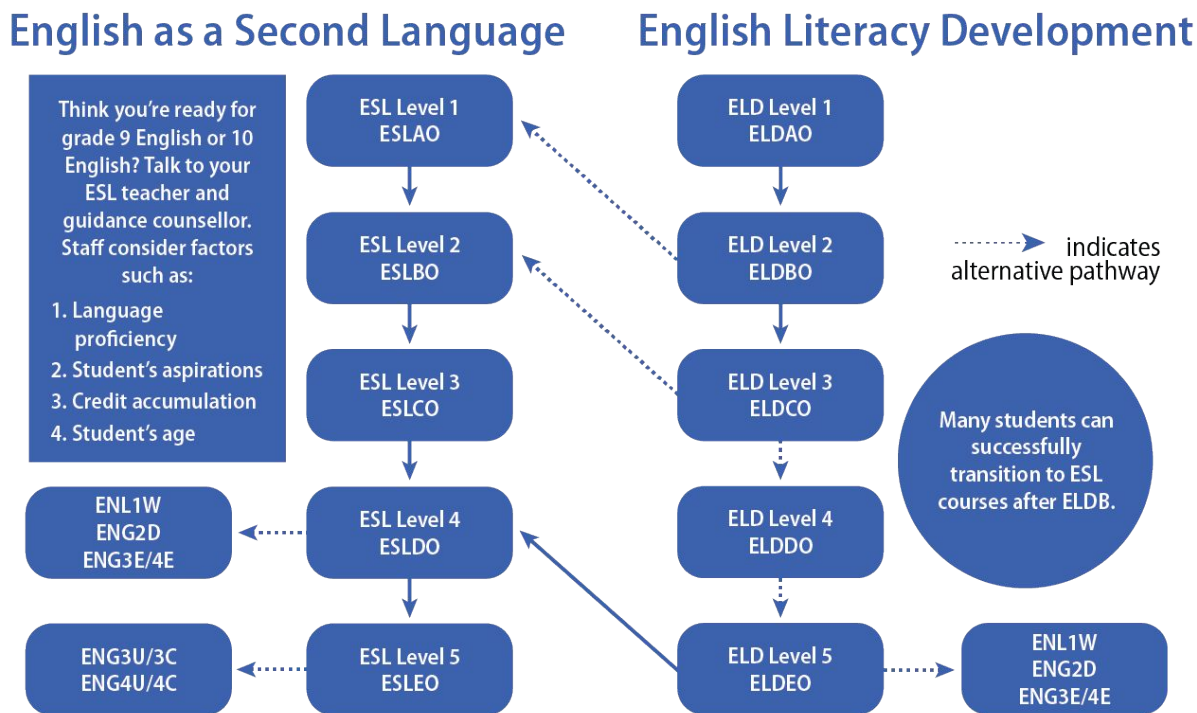 English as a Second Language
English Literacy Development
Think you're ready for
grade 9 English or 10
English? Talk to your
ESL teacher and
guidance counsellor.
Staff consider factors
such as:
1. Language
proficiency
2. Student's aspirations
3. Credit accumulation
4. Student's age
ESL Level 1
ESLAO
ESL Level 2
ESLBO
ESL Level 3
ESLCO
ESL Level 4
ESLDO
ESL Level 5
ESLEO
ENL1W
ENG2D
ENG3E/4E
ENG3U/3C
ENG4U/4C
ELD Level 1
ELDAO
ELD Level 2
ELDBO
ELD Level 3
ELDCO
ELD Level 4
ELDDO
ELD Level 5
ELDEO
indicates
alternative pathway
Many students can
successfully
transition to ESL
courses after ELDB.
ENL1W
ENG2D
ENG3E/4E